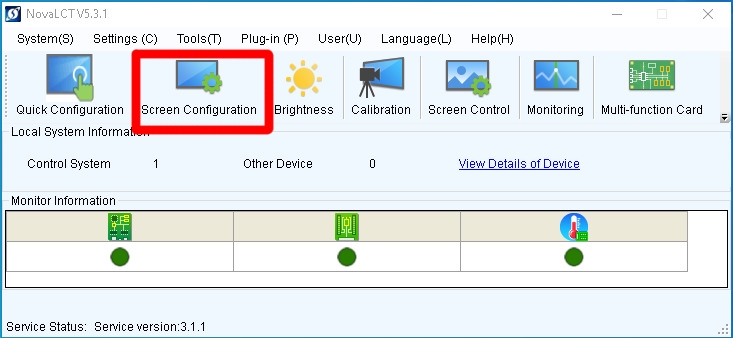 NovaLCT V5.3.1
System(S) Settings (C) Tools(T) Plug-in (P) User(U) Language(L) Help(H)
Quick Configuration Screen Configuration Brightness Calibration Screen Control Monitoring Multi-function Card
Local System Information
Control System 1 Other Device 0 View Details of Device
Monitor Information
Service Status: Service version:3.1.1